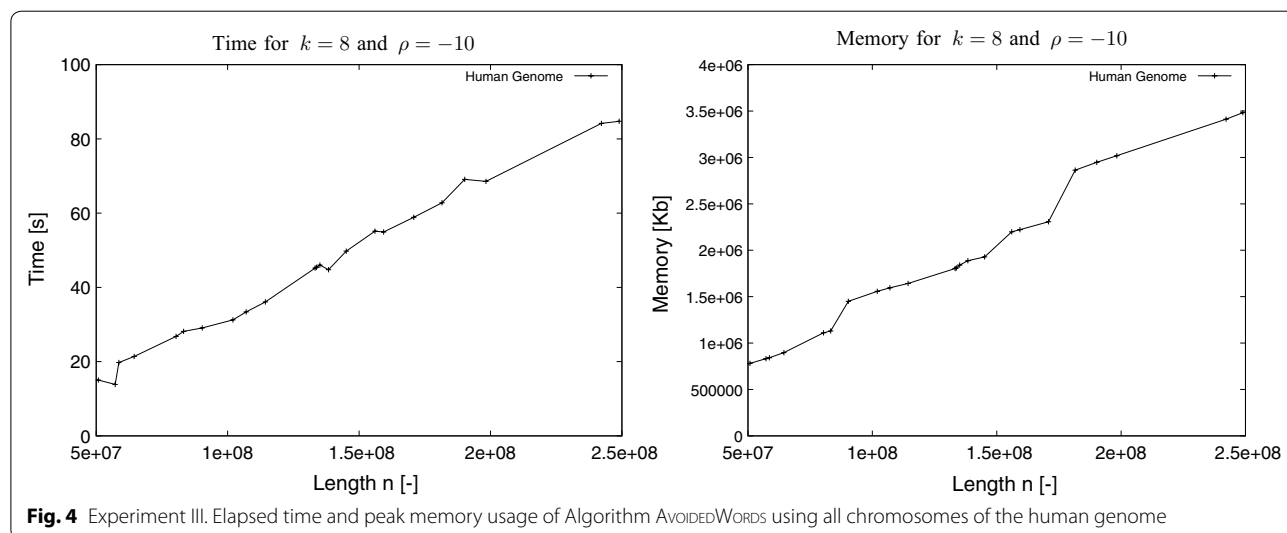 Time for k = 8 and ρ = −10
Human Genome
100
80
60
40
20
0
Time [s]
5e+07 1e+08 1.5e+08 2e+08 2.5e+08
Length n [-]
Memory for k = 8 and ρ = −10
Human Genome
4e+06
3.5e+06
3e+06
2.5e+06
2e+06
1.5e+06
1e+06
500000
0
Memory [Kb]
5e+07 1e+08 1.5e+08 2e+08 2.5e+08
Length n [-]
Fig. 4 Experiment III. Elapsed time and peak memory usage of Algorithm AVOIDEDWORDS using all chromosomes of the human genome